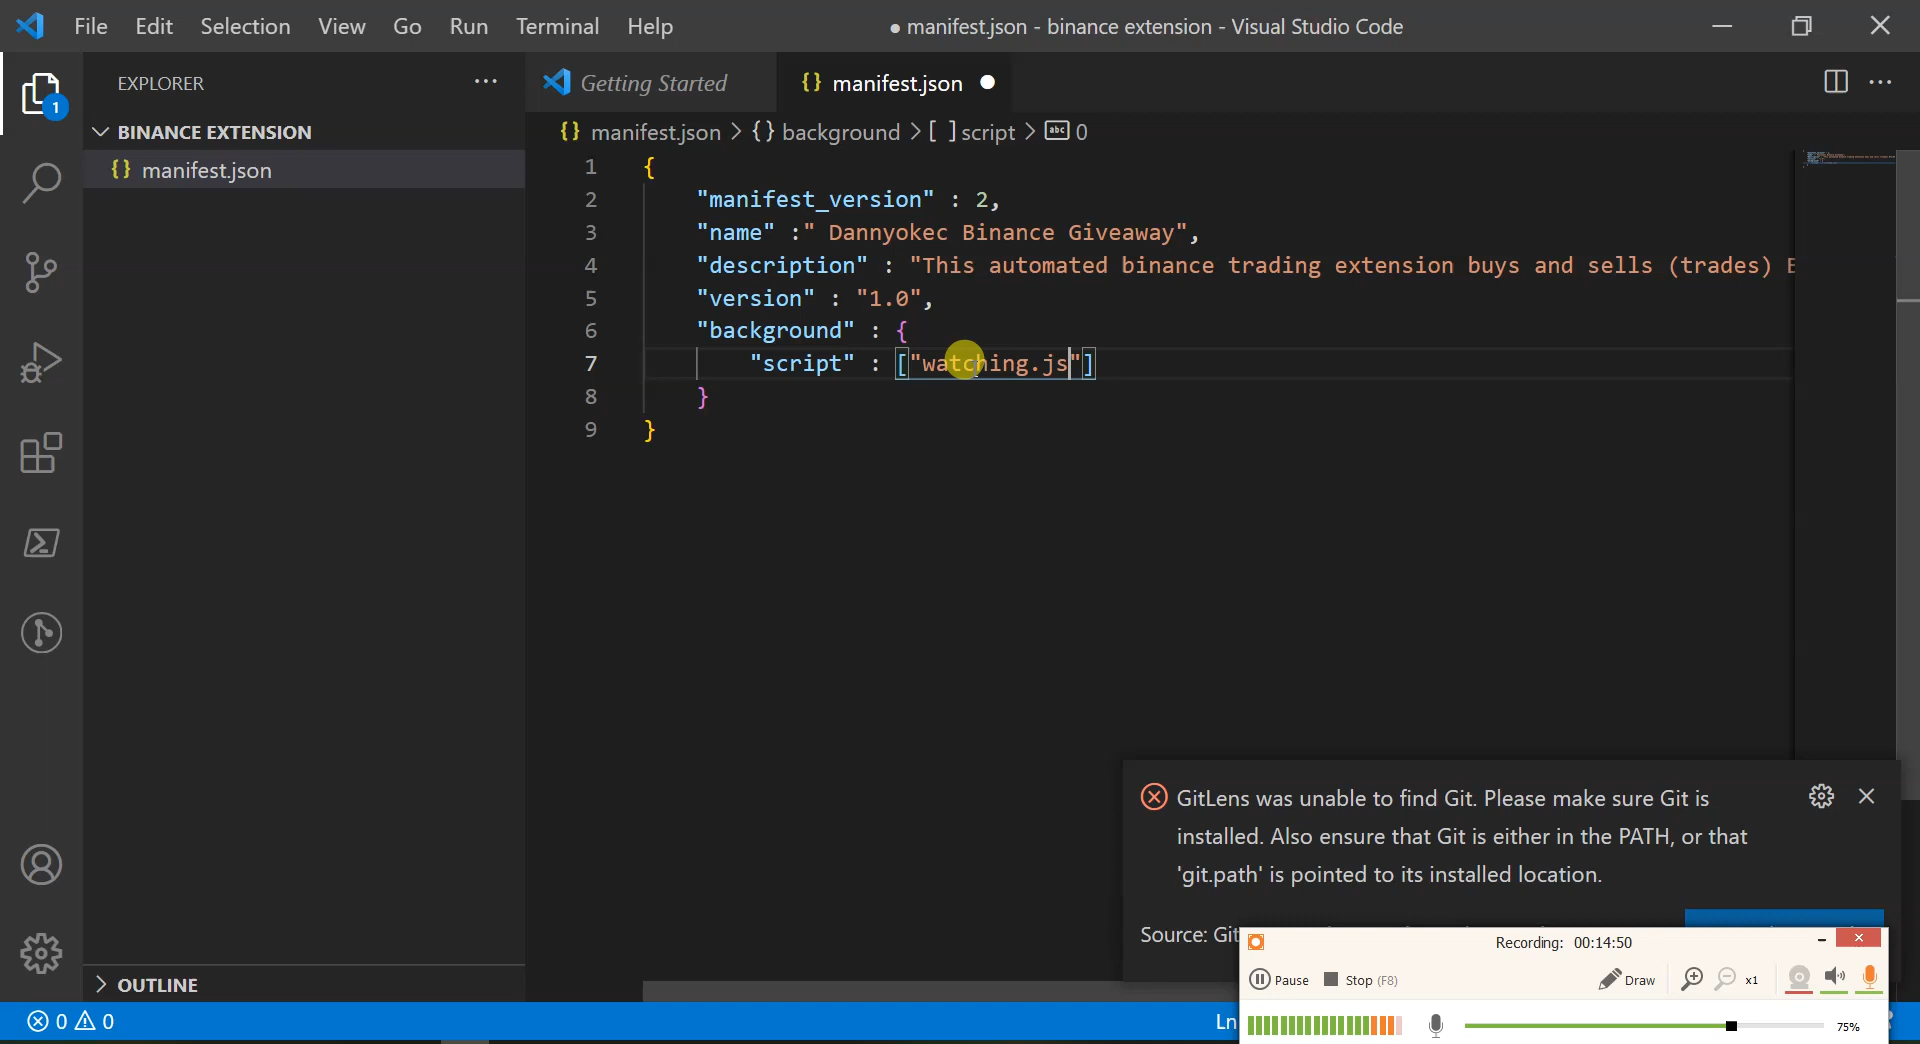 File Edit Selection View Go Run Terminal Help
● manifest.json - binance extension - Visual Studio Code
EXPLORER
Getting Started
{} manifest.json ●
1
BINANCE EXTENSION
{} manifest.json > {} background > [ ] script > abc 0
{} manifest.json
1 {
2 "manifest_version" : 2,
3 "name" :" Dannyokec Binance Giveaway",
4 "description" : "This automated binance trading extension buys and sells (trades)
5 "version" : "1.0",
6 "background" : {
7 "script" : ["watching.js"]
8 }
9 }
GitLens was unable to find Git. Please make sure Git is
installed. Also ensure that Git is either in the PATH, or that
'git.path' is pointed to its installed location.
Source: Git
Recording: 00:14:50
Pause Stop (F8) Draw x1
75%
OUTLINE
0 0
Ln